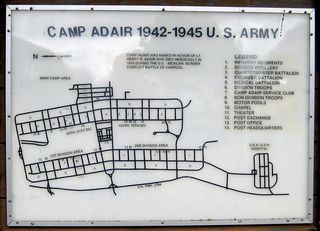 CAMP ADAIR 1942-1945 U. S. ARMY
N
CAMP ADAIR WAS NAMED IN HONOR OF LT.
HENRY R. ADAIR WHO DIED HEROICALLY IN
1916 DURING THE U.S. - MEXICAN BORDER
CONFLICT BATTLE OF CARRIZAL
MAIN CAMP AREA
1ST DIVISION AREA
2ND DIVISION AREA
LEGEND
1. INFANTRY REGIMENTS
2. DIVISION ARTILLERY
3. QUARTERMASTER BATTALION
4. ENGINEER BATTALION
5. MEDICAL BATTALION
6. DIVISION TROOPS
7. CAMP ADAIR SERVICE CLUB
8. NON-DIVISION TROOPS
9. MOTOR POOLS
10. CHAPEL
11. THEATER
12. POST EXCHANGE
13. POST OFFICE
14. POST HEADQUARTERS
HOSPITAL